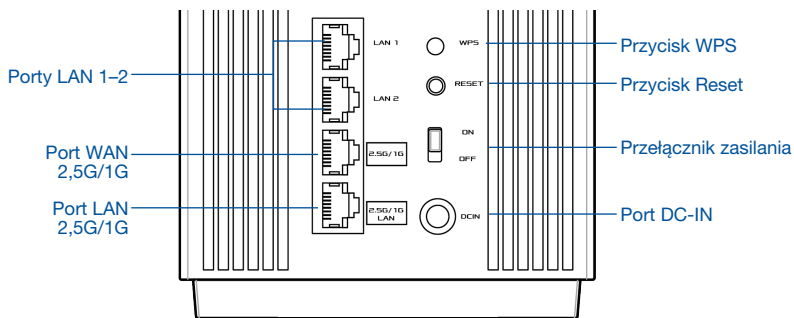 Porty LAN 1–2
Port WAN
2,5G/1G
Port LAN
2,5G/1G
LAN 1
LAN 2
2.5G/1G
2.5G/1G
LAN
WPS
RESET
ON
OFF
DCIN
Przycisk WPS
Przycisk Reset
Przełącznik zasilania
Port DC-IN